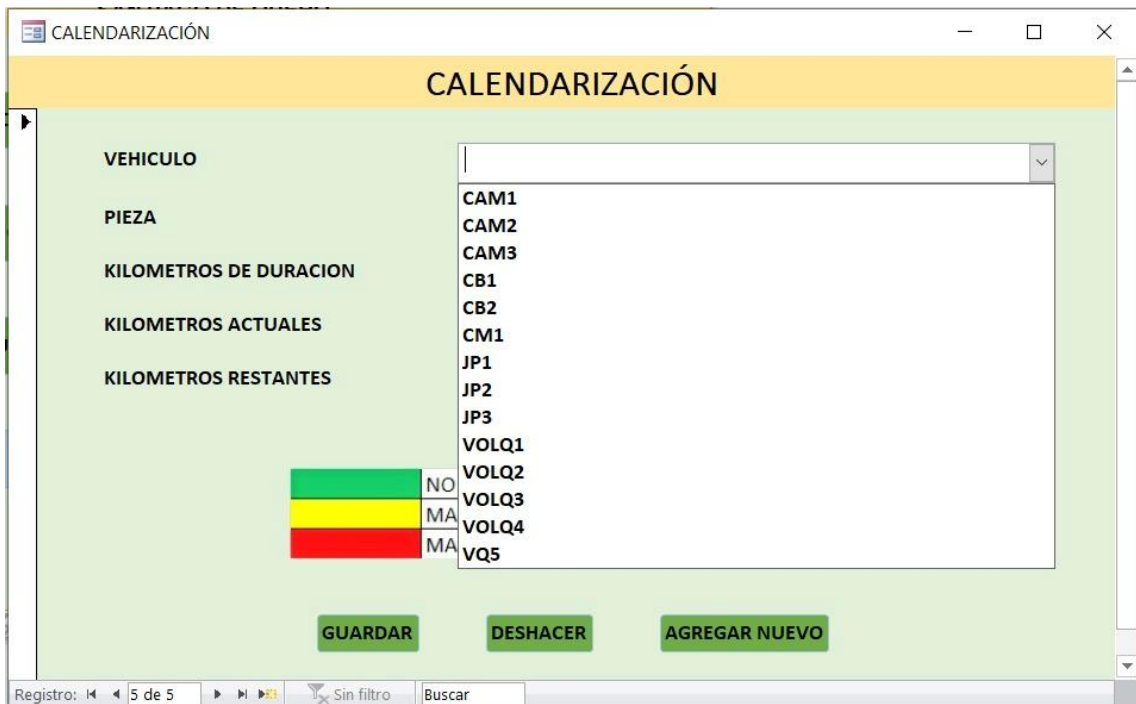 CALENDARIZACIÓN
CALENDARIZACIÓN
VEHICULO
PIEZA
KILOMETROS DE DURACION
KILOMETROS ACTUALES
KILOMETROS RESTANTES
CAM1
CAM2
CAM3
CB1
CB2
CM1
JP1
JP2
JP3
VOLQ1
VOLQ2
VOLQ3
VOLQ4
VQ5
NO
MA
MA
GUARDAR DESHACER AGREGAR NUEVO
Registro: 5 de 5 Sin filtro Buscar